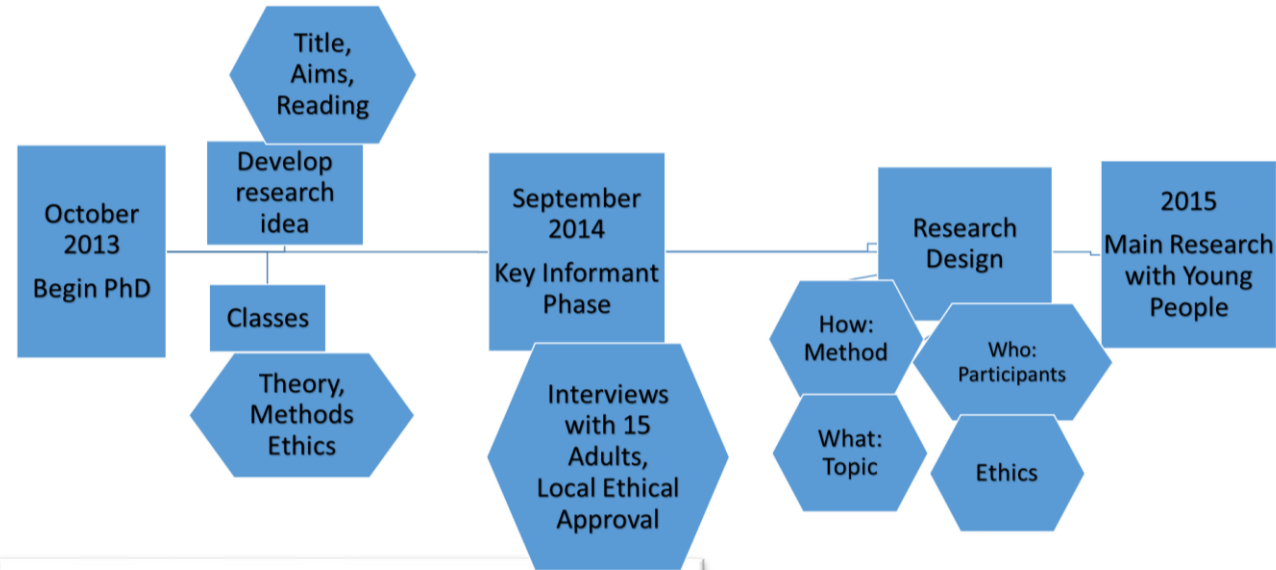 Title,
Aims,
Reading
Develop
research
idea
October
2013
Begin PhD
Classes
Theory,
Methods
Ethics
September
2014
Key Informant
Phase
Interviews
with 15
Adults,
Local Ethical
Approval
Research
Design
How:
Method
Who:
Participants
What:
Topic
Ethics
2015
Main Research
with Young
People